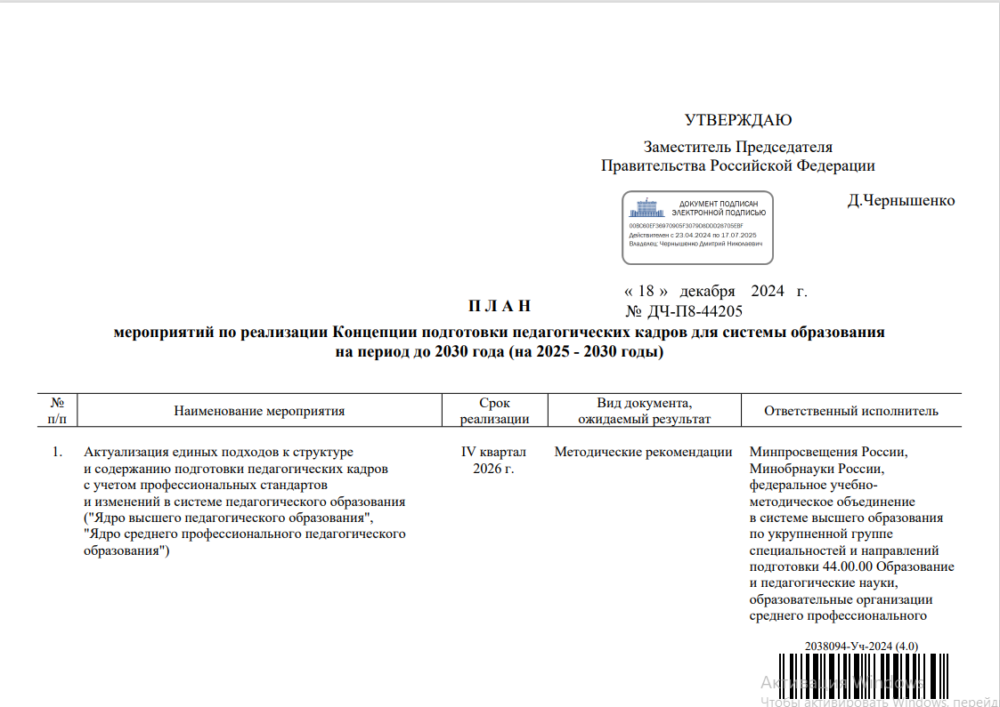 УТВЕРЖДАЮ
Заместитель Председателя
Правительства Российской Федерации
ДОКУМЕНТ ПОДПИСАН
ЭЛЕКТРОННОЙ ПОДПИСЬЮ
Д.Чернышенко
00BC60EF36970905F3079D8DDD28705EBF
Действителен с 23.04.2024 по 17.07.2025
Владелец: Чернышенко Дмитрий Николаевич
« 18 » декабря 2024 г.
П Л А Н
№ ДЧ-П8-44205
мероприятий по реализации Концепции подготовки педагогических кадров для системы образования
на период до 2030 года (на 2025 - 2030 годы)
№
п/п
Наименование мероприятия
Срок
реализации
Вид документа,
ожидаемый результат
Ответственный исполнитель
1.
Актуализация единых подходов к структуре
и содержанию подготовки педагогических кадров
с учетом профессиональных стандартов
и изменений в системе педагогического образования
("Ядро высшего педагогического образования",
"Ядро среднего профессионального педагогического
образования")
IV квартал
2026 г.
Методические рекомендации
Минпросвещения России,
Минобрнауки России,
федеральное учебно-
методическое объединение
в системе высшего образования
по укрупненной группе
специальностей и направлений
подготовки 44.00.00 Образование
и педагогические науки,
образовательные организации
среднего профессионального
2038094-Уч-2024 (4.0)
Активация Windows
Чтобы активировать Windows, перейд